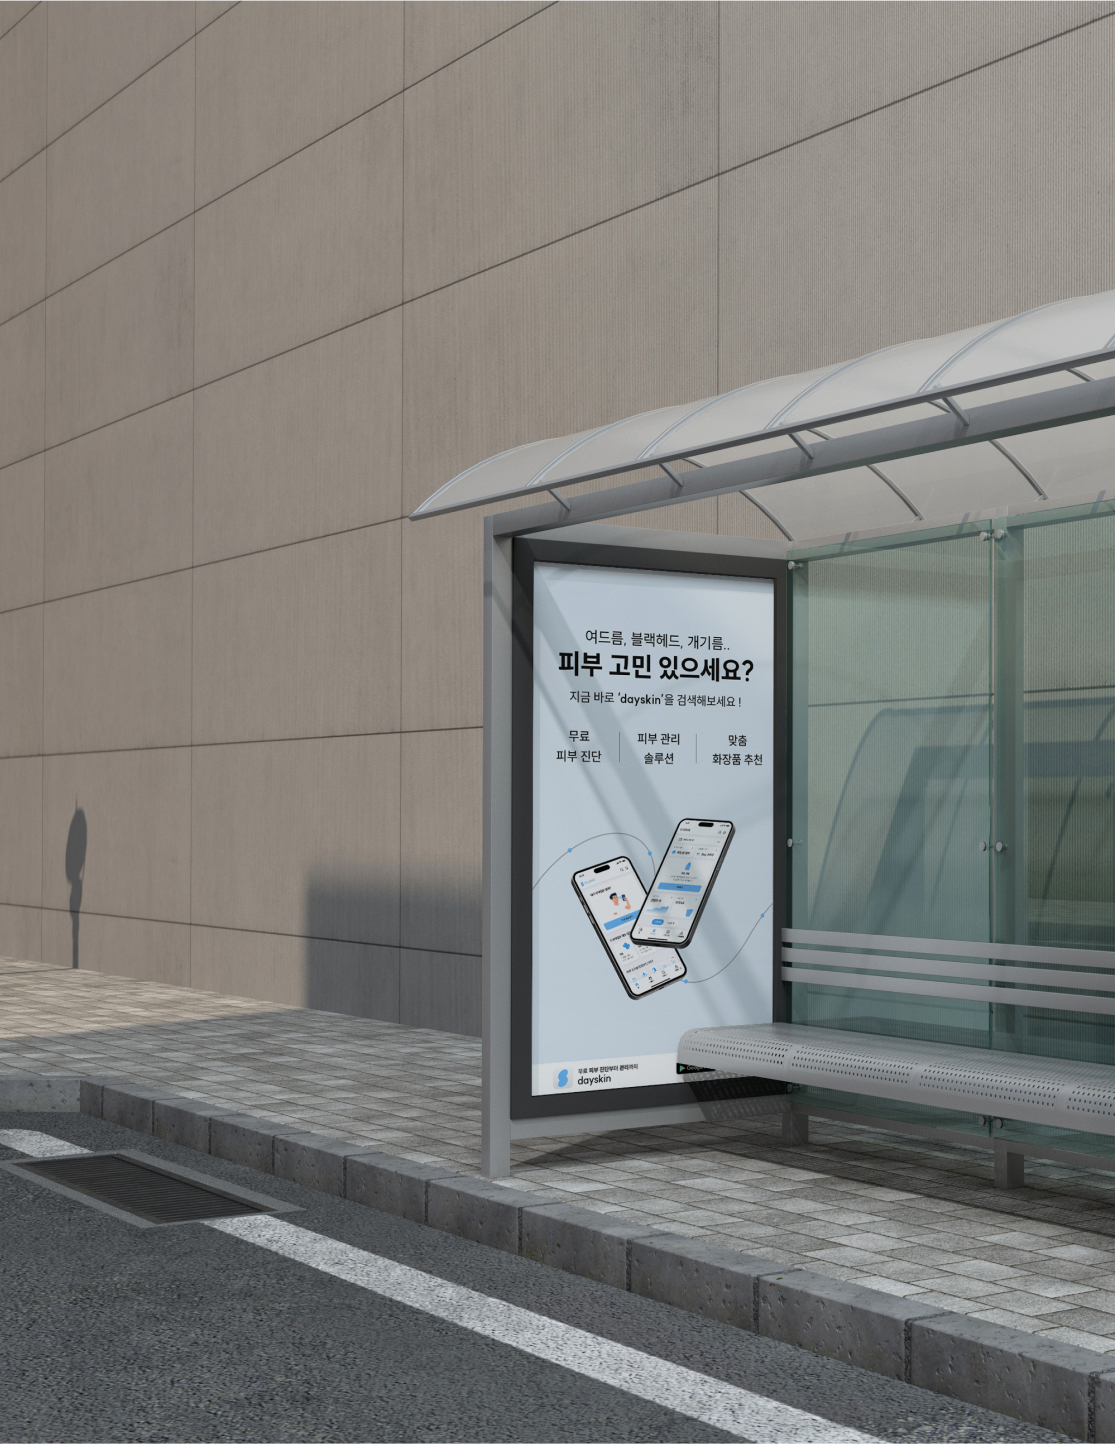 여드름, 블랙헤드, 개기름..
피부 고민 있으세요?
지금 바로 'dayskin'을 검색해보세요 !
무료
피부 진단
피부 관리
솔루션
맞춤
화장품 추천
무료 피부 진단부터 관리까지
dayskin